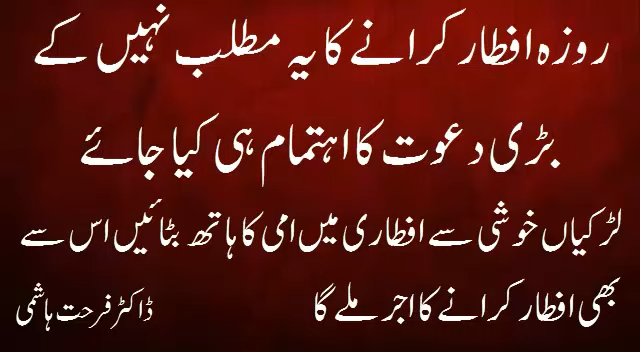 روزہ افطار کرانے کا یہ مطلب نہیں کے
بڑی دعوت کا اہتمام ہی کیا جائے
لڑکیاں خوشی سے افطاری میں امی کا ہاتھ بٹائیں اس سے
بھی افطار کرانے کا اجر ملے گا
ڈاکٹر فرحت ہاشمی